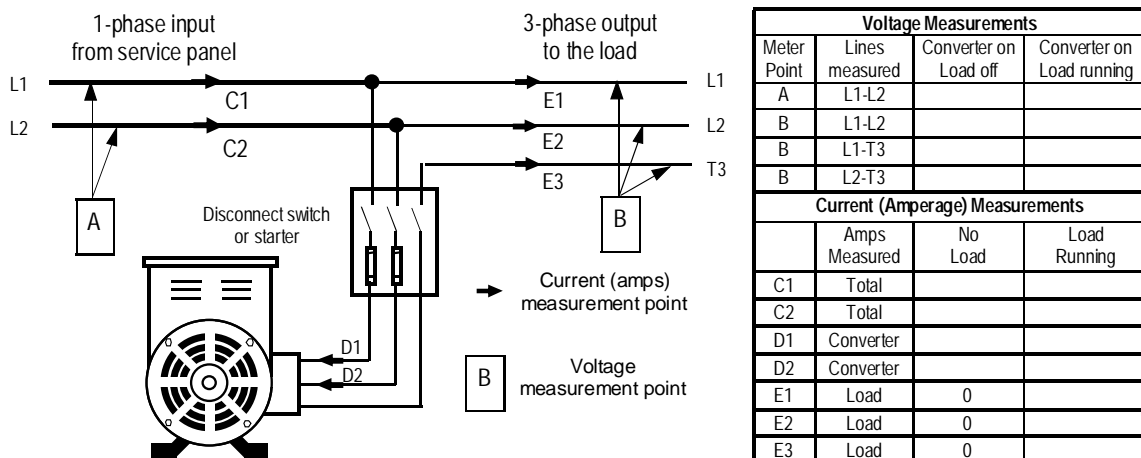 1-phase input
from service panel
3-phase output
to the load
L1
C1
E1
L1
L2
C2
E2
L2
E3
T3
A
Disconnect switch
or starter
B
D1
D2
Current (amps)
measurement point
B
Voltage
measurement point
Voltage Measurements
Meter Point Lines measured Converter on Load off Converter on Load running
A L1-L2
B L1-L2
B L1-T3
B L2-T3
Current (Amperage) Measurements
Amps Measured No Load Load Running
C1 Total
C2 Total
D1 Converter
D2 Converter
E1 Load 0
E2 Load 0
E3 Load 0